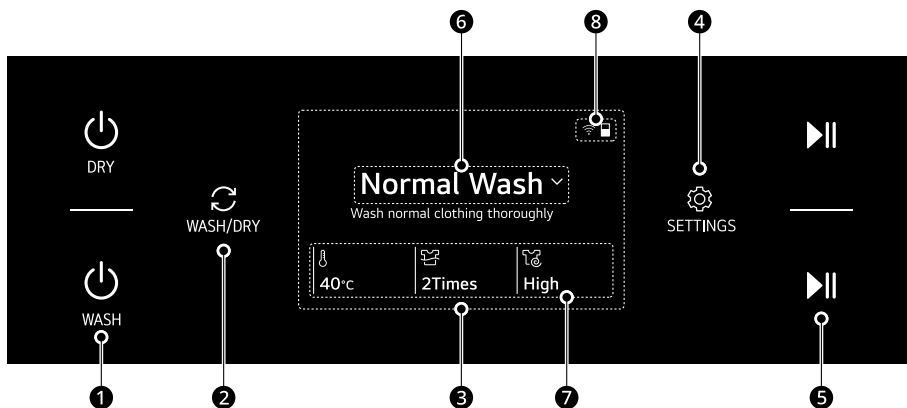 6 8 4
DRY
Normal Wash
Wash normal clothing thoroughly
WASH/DRY
SETTINGS
40°C 2Times High
WASH
1 2 3 7 5